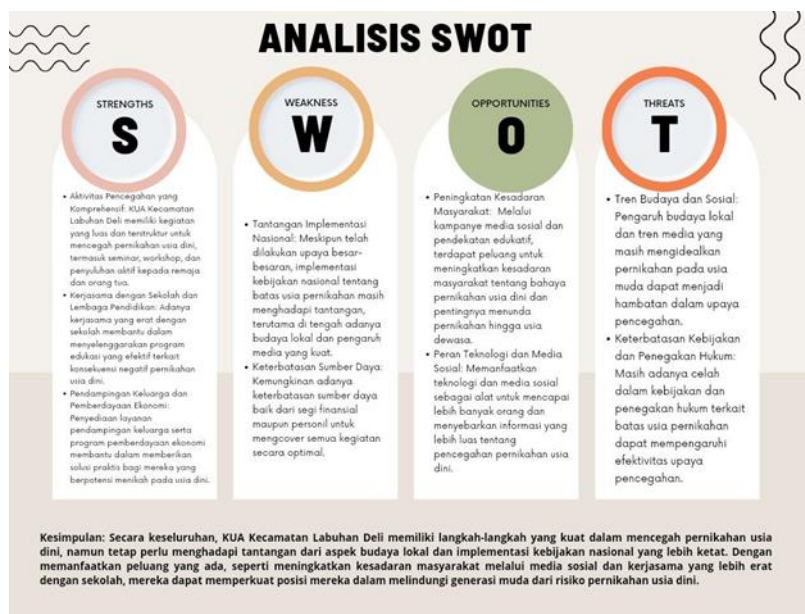 ANALISIS SWOT
STRENGTHS
S
• Aktivitas Pencegahan yang
Komprehensif: KUA Kecamatan
Labuhan Deli memiliki kegiatan
yang luas dan terstruktur untuk
mencegah pernikahan usia dini,
termasuk seminar, workshop, dan
penyuluhan aktif kepada remaja
dan orang tua.
• Kerjasama dengan Sekolah dan
Lembaga Pendidikan: Adanya
kerjasama yang erat dengan
sekolah membantu dalam
menyelenggarakan program
edukasi yang efektif terkait
konsekuensi negatif pernikahan
usia dini.
• Pendampingan Keluarga dan
Pemberdayaan Ekonomi:
Penyediaan layanan
pendampingan keluarga serta
program pemberdayaan ekonomi
membantu dalam memberikan
solusi praktis bagi mereka yang
berpotensi menikah pada usia dini.
WEAKNESS
W
• Tantangan Implementasi
Nasional: Meskipun telah
dilakukan upaya besar-
besaran, implementasi
kebijakan nasional tentang
batas usia pernikahan masih
menghadapi tantangan,
terutama di tengah adanya
budaya lokal dan pengaruh
media yang kuat.
• Keterbatasan Sumber Daya:
Kemungkinan adanya
keterbatasan sumber daya
baik dari segi finansial
maupun personil untuk
mengcover semua kegiatan
secara optimal.
OPPORTUNITIES
O
• Peningkatan Kesadaran
Masyarakat: Melalui
kampanye media sosial dan
pendekatan edukatif,
terdapat peluang untuk
meningkatkan kesadaran
masyarakat tentang bahaya
pernikahan usia dini dan
pentingnya menunda
pernikahan hingga usia
dewasa.
• Peran Teknologi dan Media
Sosial: Memanfaatkan
teknologi dan media sosial
sebagai alat untuk mencapai
lebih banyak orang dan
menyebarkan informasi yang
lebih luas tentang
pencegahan pernikahan usia
dini.
THREATS
T
• Tren Budaya dan Sosial:
Pengaruh budaya lokal
dan tren media yang
masih mengidealkan
pernikahan pada usia
muda dapat menjadi
hambatan dalam upaya
pencegahan.
• Keterbatasan Kebijakan
dan Penegakan Hukum:
Masih adanya celah
dalam kebijakan dan
penegakan hukum terkait
batas usia pernikahan
dapat mempengaruhi
efektivitas upaya
pencegahan.
Kesimpulan: Secara keseluruhan, KUA Kecamatan Labuhan Deli memiliki langkah-langkah yang kuat dalam mencegah pernikahan usia
dini, namun tetap perlu menghadapi tantangan dari aspek budaya lokal dan implementasi kebijakan nasional yang lebih ketat. Dengan
memanfaatkan peluang yang ada, seperti meningkatkan kesadaran masyarakat melalui media sosial dan kerjasama yang lebih erat
dengan sekolah, mereka dapat memperkuat posisi mereka dalam melindungi generasi muda dari risiko pernikahan usia dini.